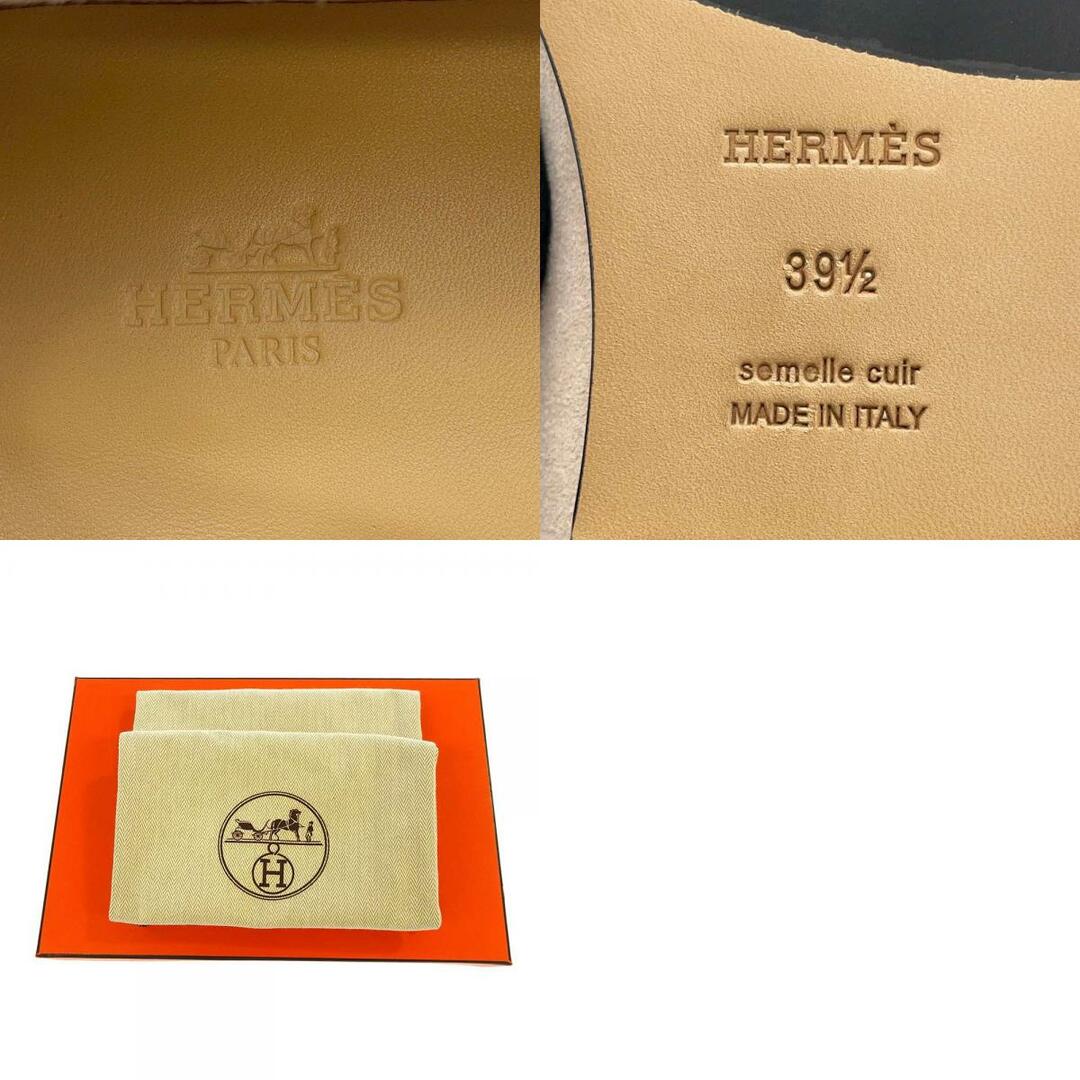 HERMÈS
PARIS
HERMÈS
39½
semelle cuir
MADE IN ITALY
H